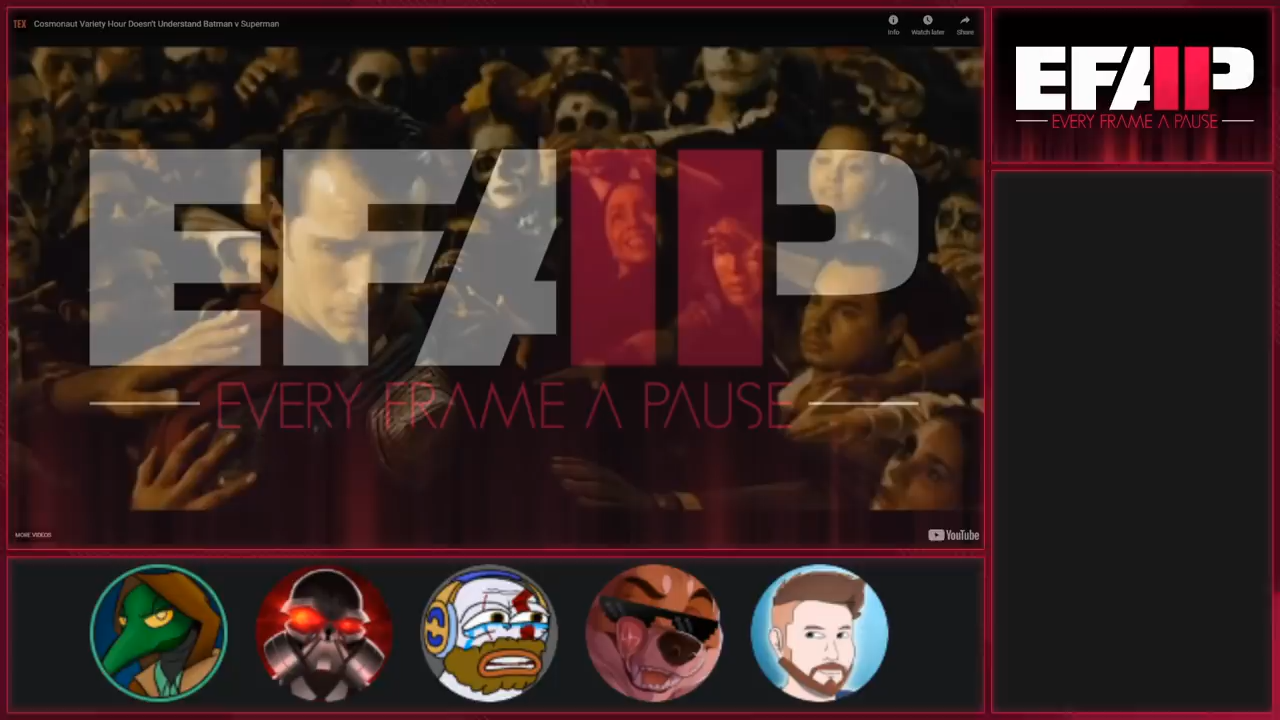 TEX Cosmonaut Variety Hour Doesn't Understand Batman v Superman
Info
Watch later
Share
EFAP
EVERY FRAME A PAUSE
EFAP
EVERY FRAME A PAUSE
MORE VIDEOS
YouTube